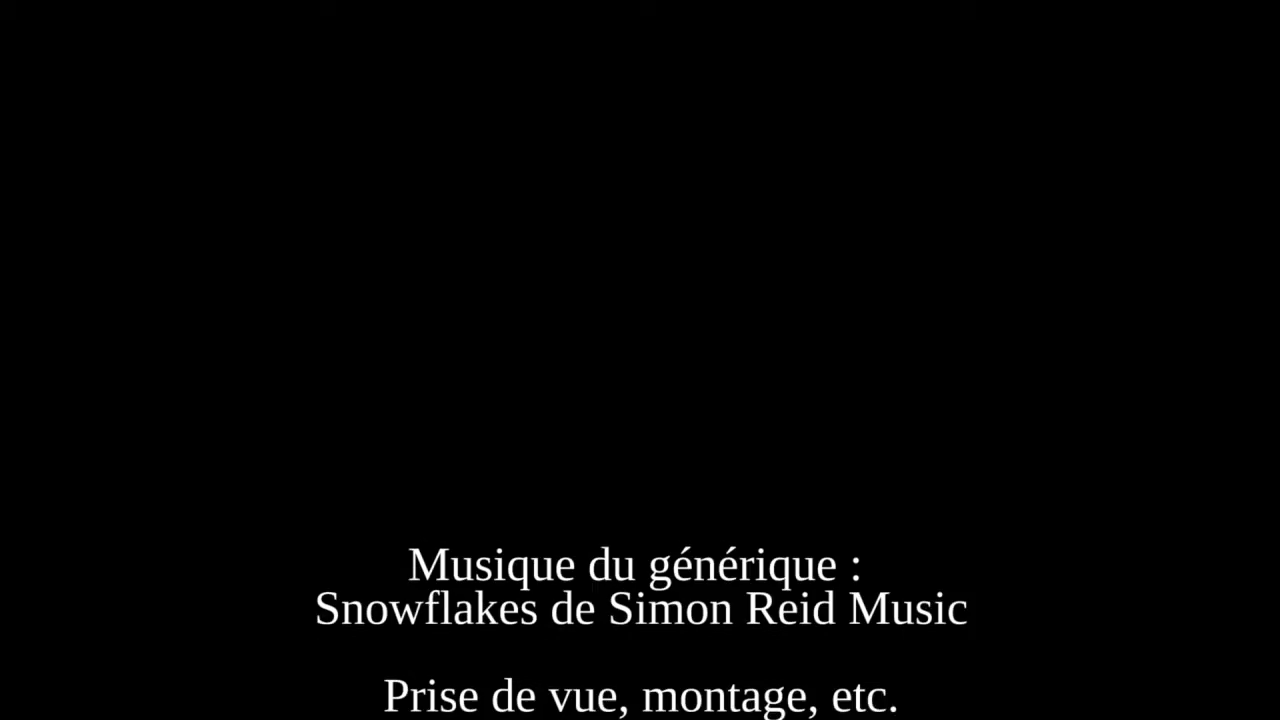 Musique du générique :
Snowflakes de Simon Reid Music
Prise de vue, montage, etc.